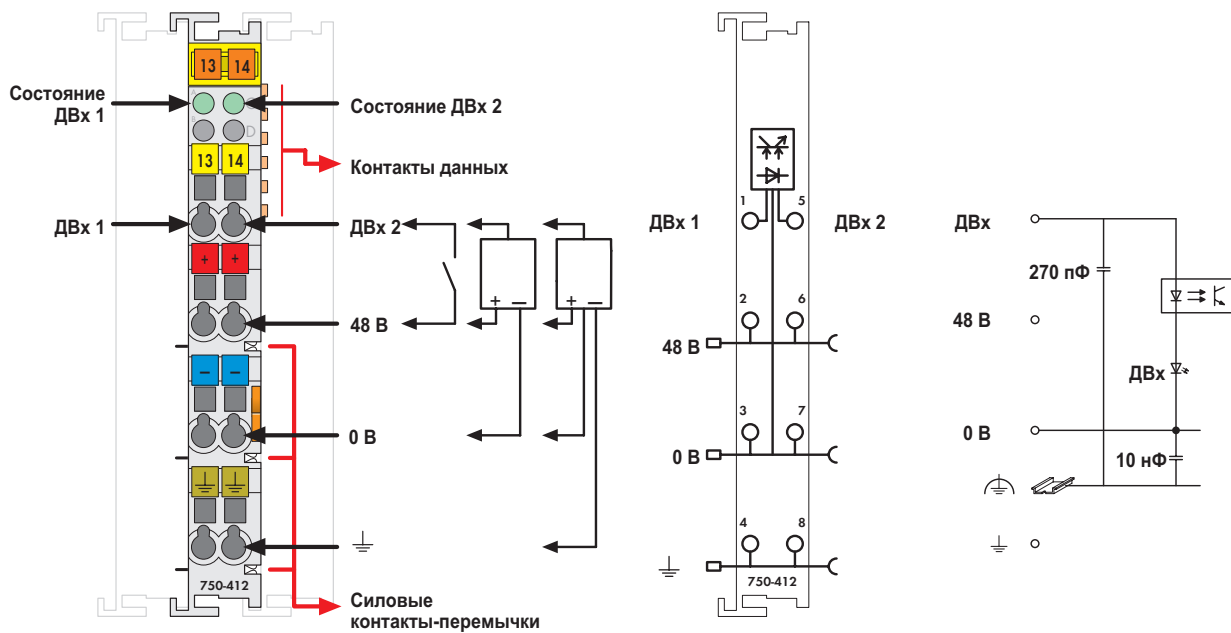 13 14
Состояние
ДВх 1
Состояние ДВх 2
A
B
D
13 14
Контакты данных
ДВх 1
ДВх 2
+ +
+ −
+ −
48 В
− −
0 В
750-412
Силовые
контакты-перемычки
1 5
ДВх 1
ДВх 2
2 6
48 В
3 7
0 В
4 8
750-412
ДВх
270 пФ
48 В
ДВх
0 В
10 нФ